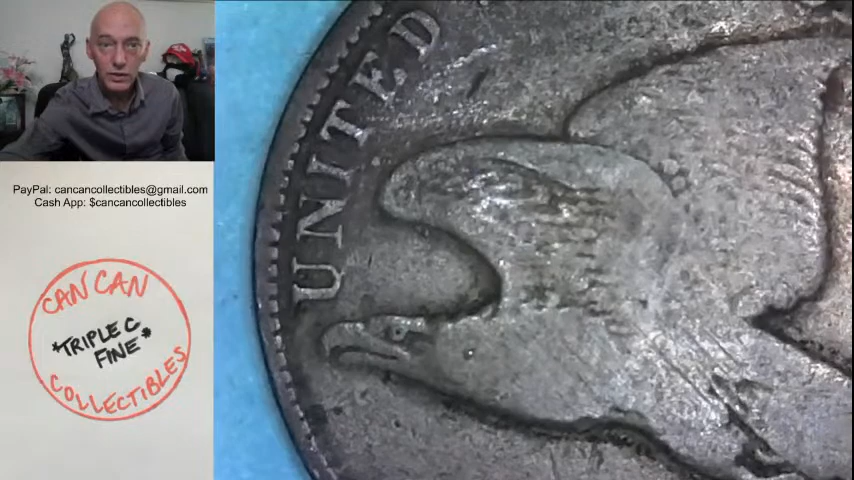 PayPal: cancancollectibles@gmail.com
Cash App: $cancancollectibles
CAN CAN
*TRIPLE C
FINE*
COLLECTIBLES
UNITED